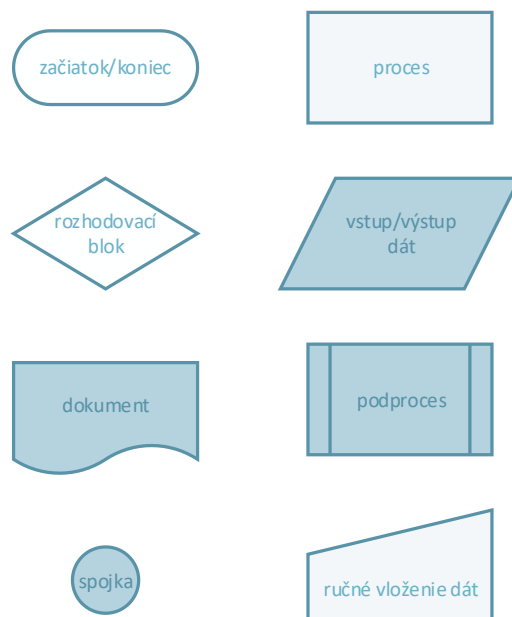 začiatok/koniec
proces
rozhodovací
blok
vstup/výstup
dát
dokument
podproces
spojka
ručné vloženie dát